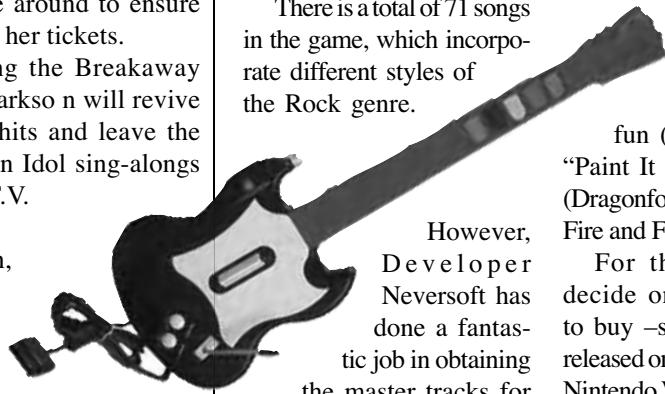 e around to ensure
her tickets.
ng the Breakaway
arkso n will revive
hits and leave the
n Idol sing-alongs
.V.
n,
There is a total of 71 songs
in the game, which incorpo-
rate different styles of
the Rock genre.
However,
Developer
Neversoft has
done a fantas-
tic job in obtaining
the master tracks for
fun (
“Paint It
(Dragonfo
Fire and F
For th
decide o
to buy –s
released on
Nintendo W